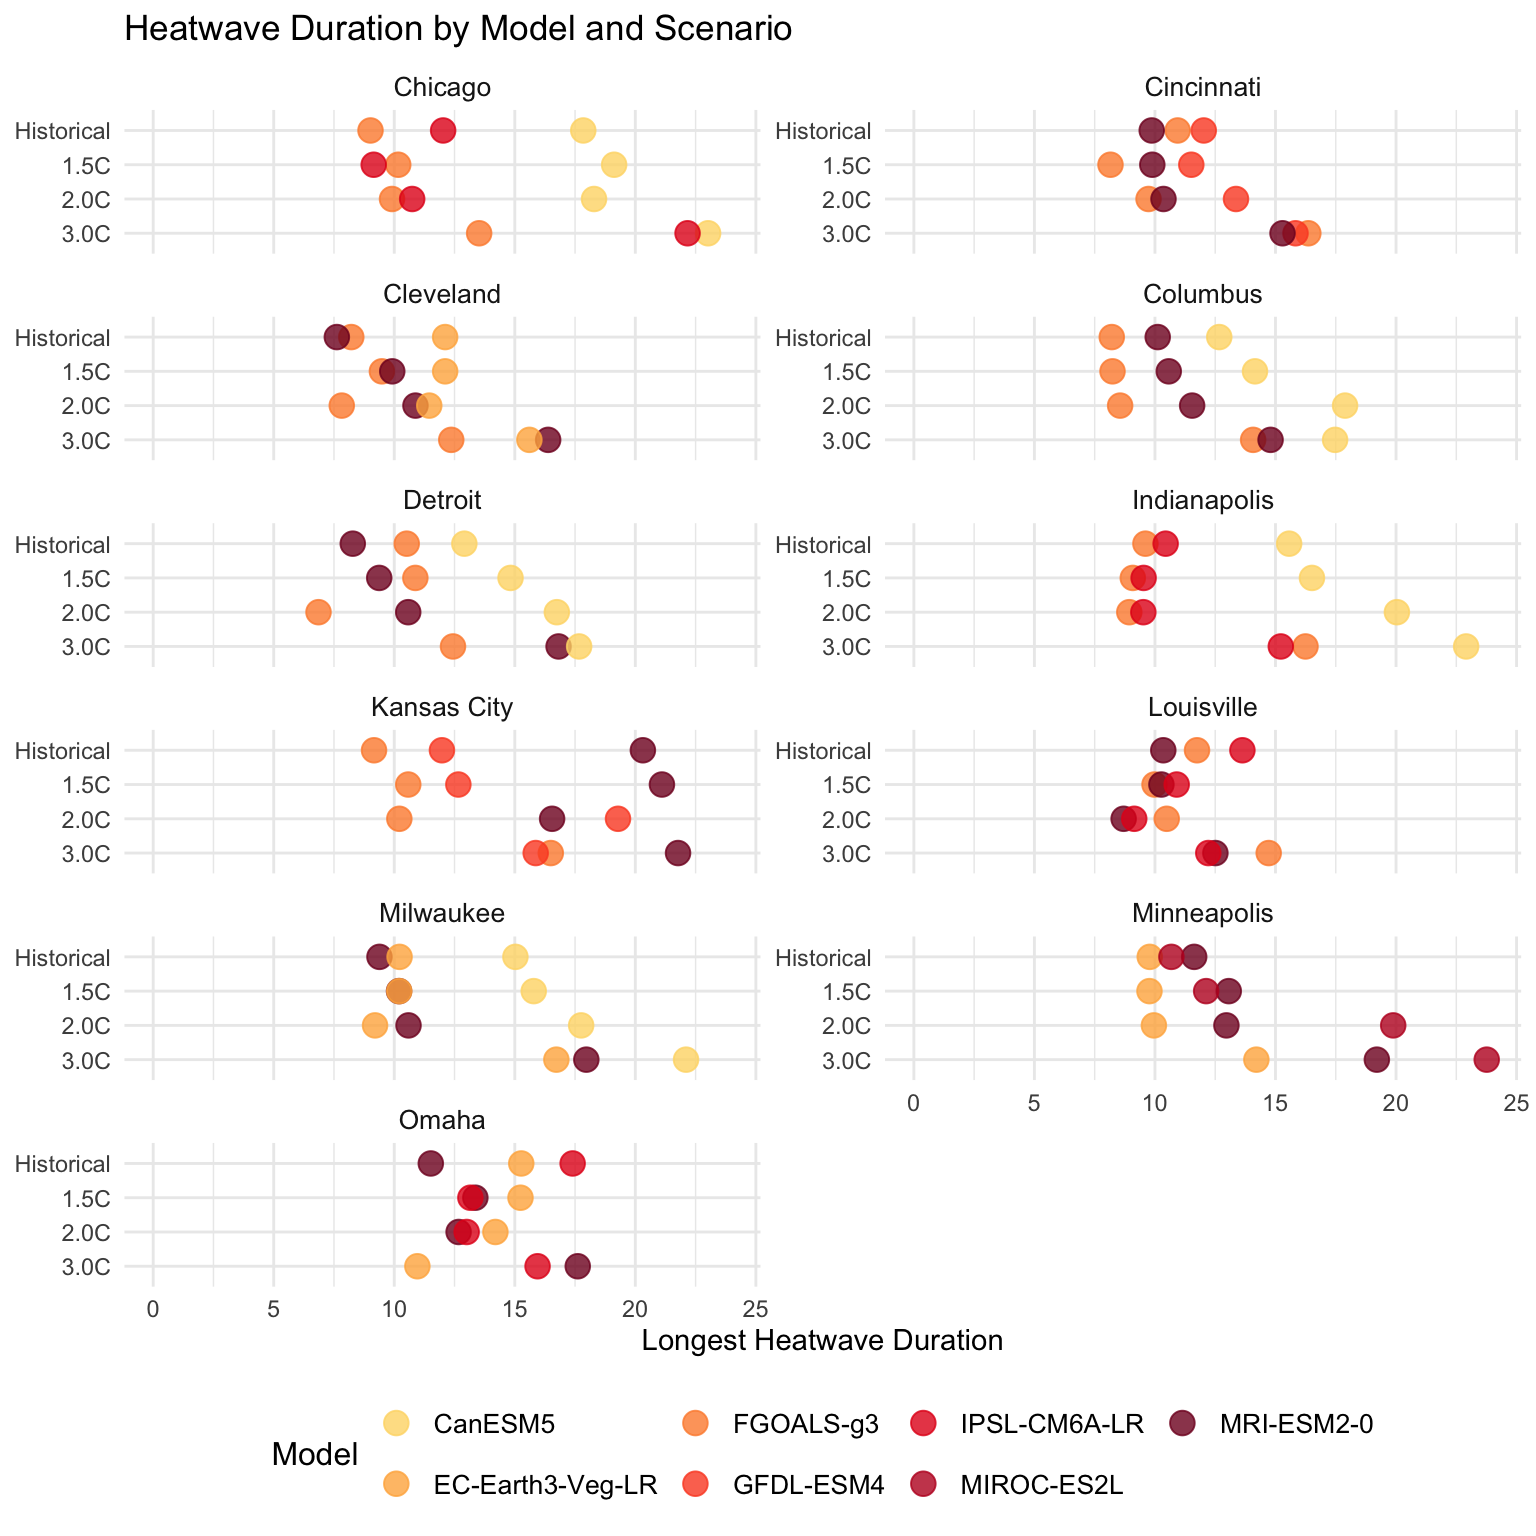 Heatwave Duration by Model and Scenario
Chicago
Historical
1.5C
2.0C
3.0C
Cincinnati
Historical
1.5C
2.0C
3.0C
Cleveland
Historical
1.5C
2.0C
3.0C
Columbus
Historical
1.5C
2.0C
3.0C
Detroit
Historical
1.5C
2.0C
3.0C
Indianapolis
Historical
1.5C
2.0C
3.0C
Kansas City
Historical
1.5C
2.0C
3.0C
Louisville
Historical
1.5C
2.0C
3.0C
Milwaukee
Historical
1.5C
2.0C
3.0C
Minneapolis
Historical
1.5C
2.0C
3.0C
0 5 10 15 20 25
Omaha
Historical
1.5C
2.0C
3.0C
0 5 10 15 20 25
Longest Heatwave Duration
Model
CanESM5 FGOALS-g3 IPSL-CM6A-LR MRI-ESM2-0
EC-Earth3-Veg-LR GFDL-ESM4 MIROC-ES2L